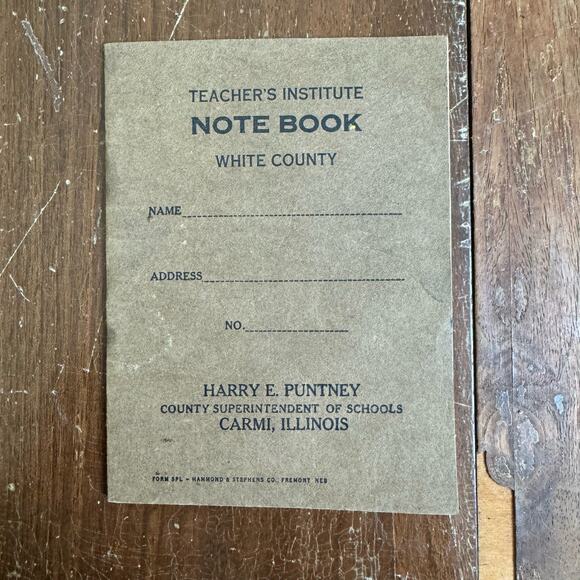 TEACHER'S INSTITUTE
NOTE BOOK
WHITE COUNTY
NAME
ADDRESS
NO.
HARRY E. PUNTNEY
COUNTY SUPERINTENDENT OF SCHOOLS
CARMI, ILLINOIS
FORM SPL - HAMMOND & STEPHENS CO., FREMONT, NEB